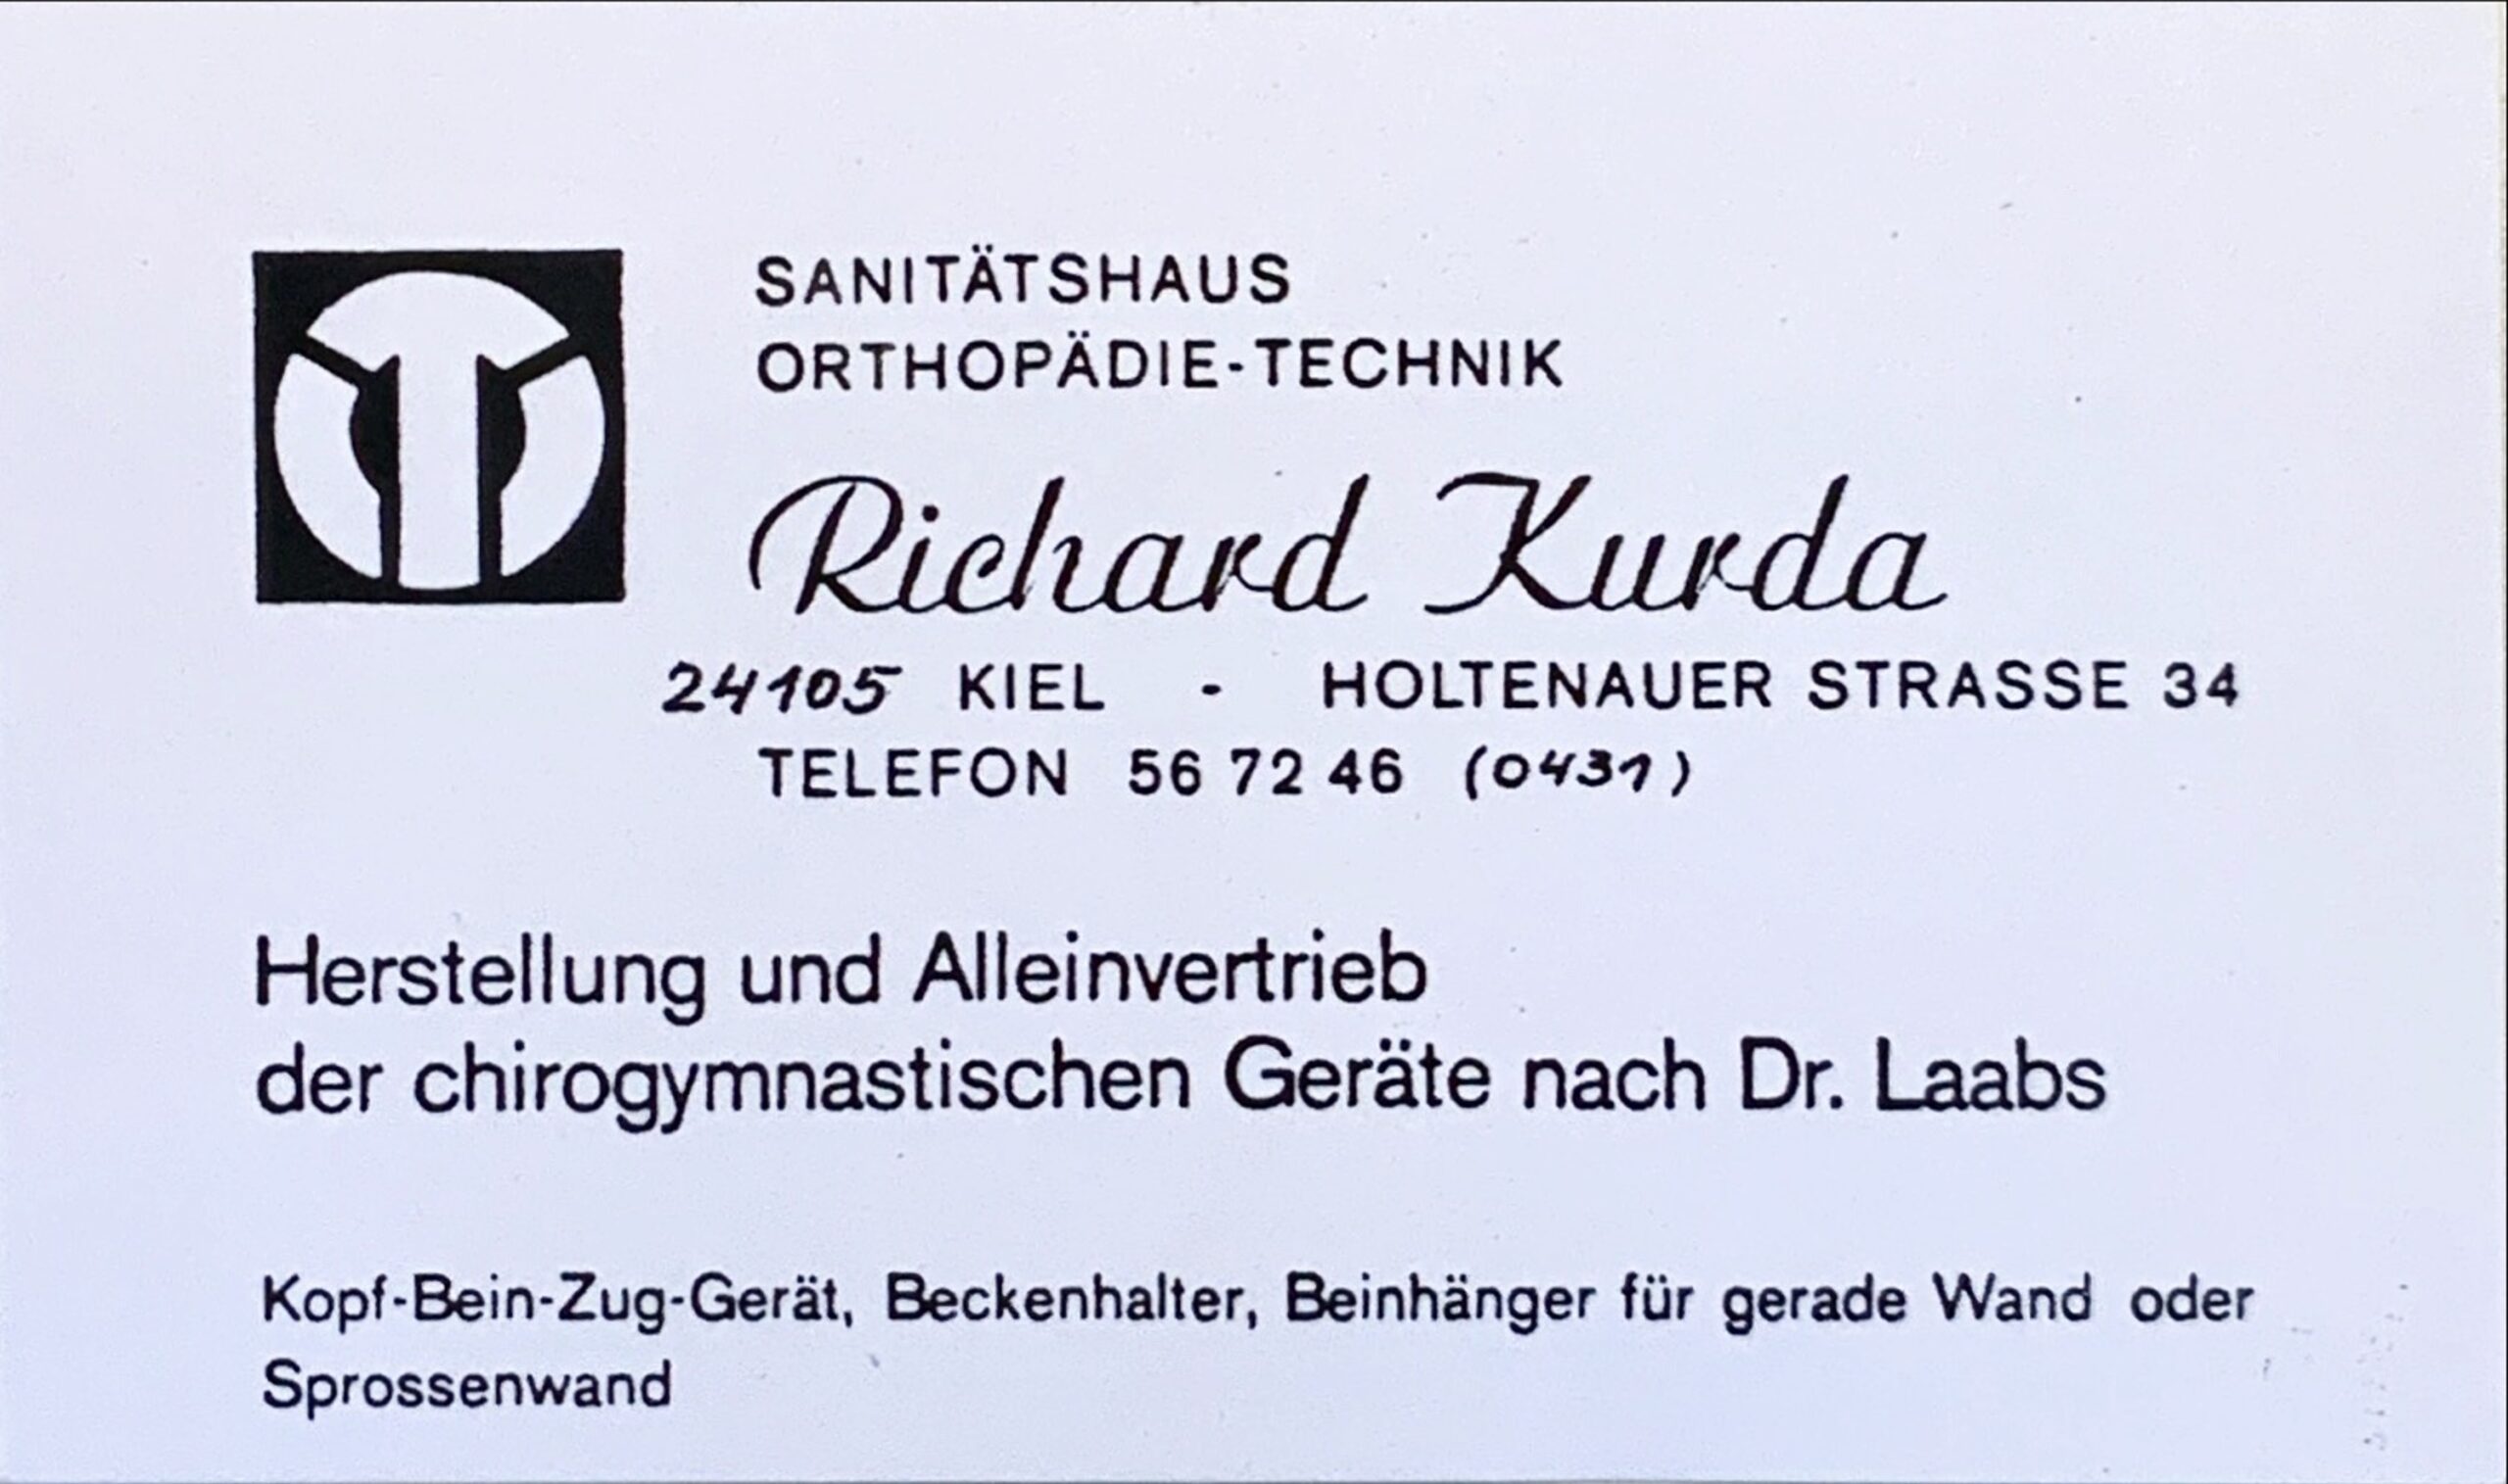 SANITÄTSHAUS
ORTHOPÄDIE-TECHNIK
Richard Kurda
24105 KIEL - HOLTENAUER STRASSE 34
TELEFON 56 72 46 (0431)
Herstellung und Alleinvertrieb
der chirogymnastischen Geräte nach Dr. Laabs
Kopf-Bein-Zug-Gerät, Beckenhalter, Beinhänger für gerade Wand oder
Sprossenwand